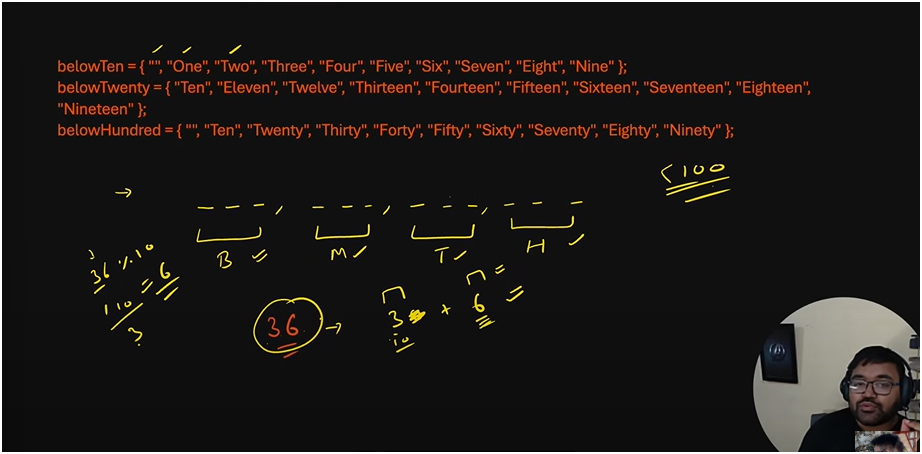 belowTen = { "", "One", "Two", "Three", "Four", "Five", "Six", "Seven", "Eight", "Nine" };
belowTwenty = { "Ten", "Eleven", "Twelve", "Thirteen", "Fourteen", "Fifteen", "Sixteen", "Seventeen", "Eighteen",
"Nineteen" };
belowHundred = { "", "Ten", "Twenty", "Thirty", "Forty", "Fifty", "Sixty", "Seventy", "Eighty", "Ninety" };
<100
→
_ _ _, _ _ _, _ _ _, _ _ _
B M T H
36 % 10
= 6
/10
3
36 → 3 + 6
10